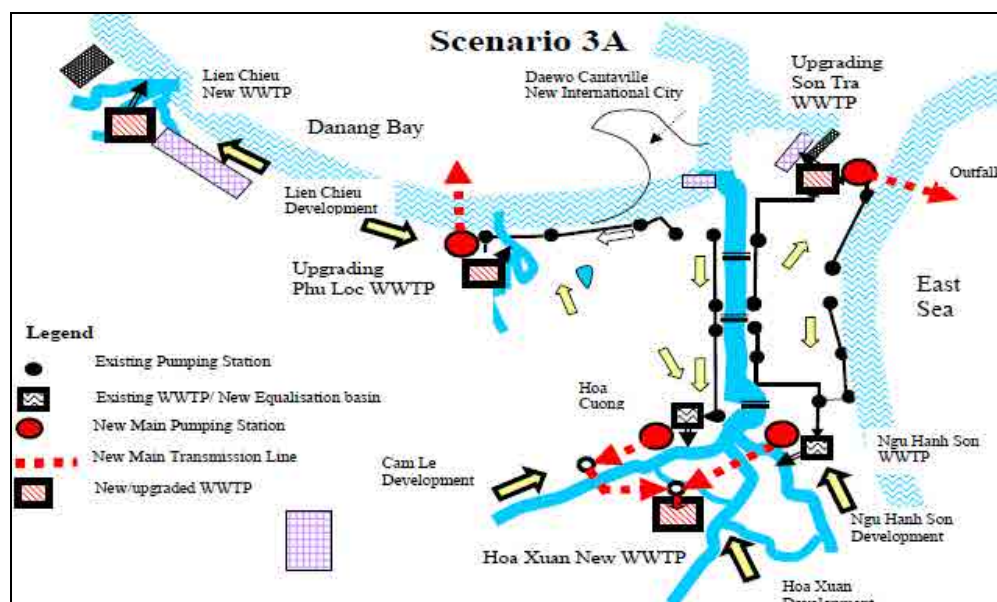 Scenario 3A
Lien Chieu
New WWTP
Daewo Cantaville
New International City
Upgrading
Son Tra
WWTP
Danang Bay
Outfall
Lien Chieu
Development
Upgrading
Phu Loc WWTP
East
Sea
Legend
Existing Pumping Station
Existing WWTP/ New Equalisation basin
New Main Pumping Station
New Main Transmission Line
New/upgraded WWTP
Hoa
Cuong
Cam Le
Development
Ngu Hanh Son
WWTP
Ngu Hanh Son
Development
Hoa Xuan New WWTP
Hoa Xuan
Development